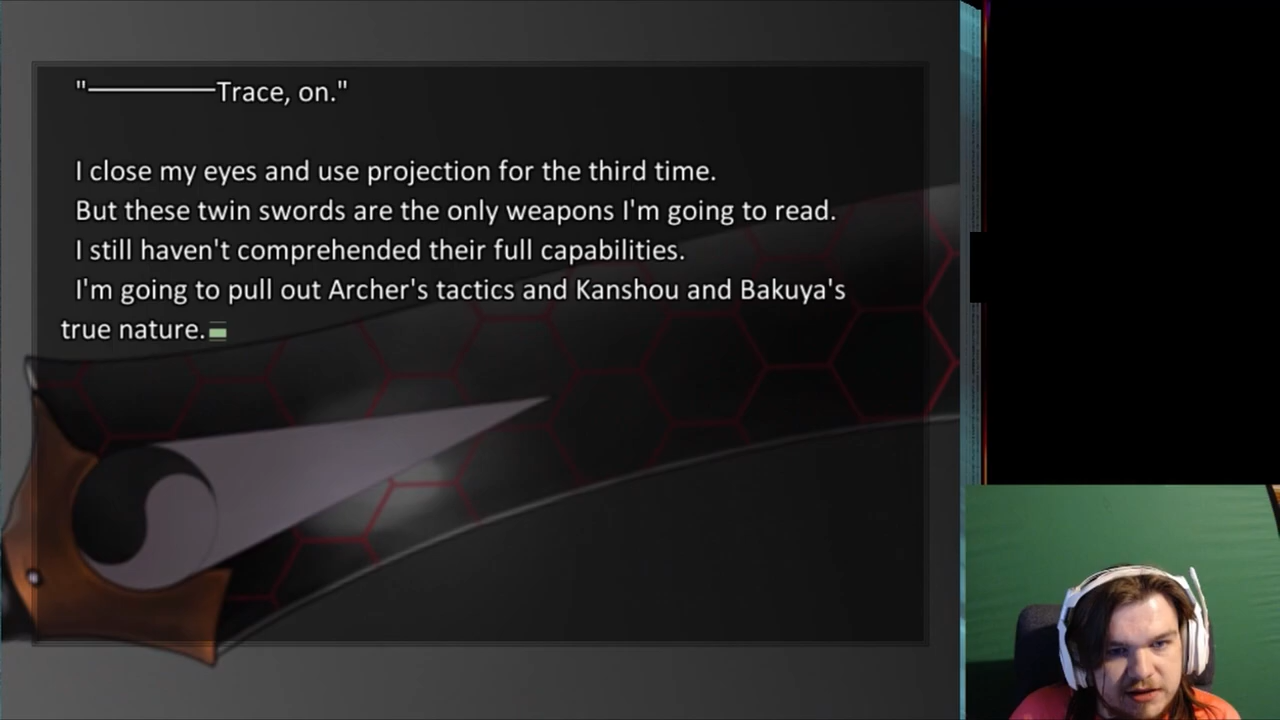 "————Trace, on."
I close my eyes and use projection for the third time.
But these twin swords are the only weapons I'm going to read.
I still haven't comprehended their full capabilities.
I'm going to pull out Archer's tactics and Kanshou and Bakuya's
true nature.